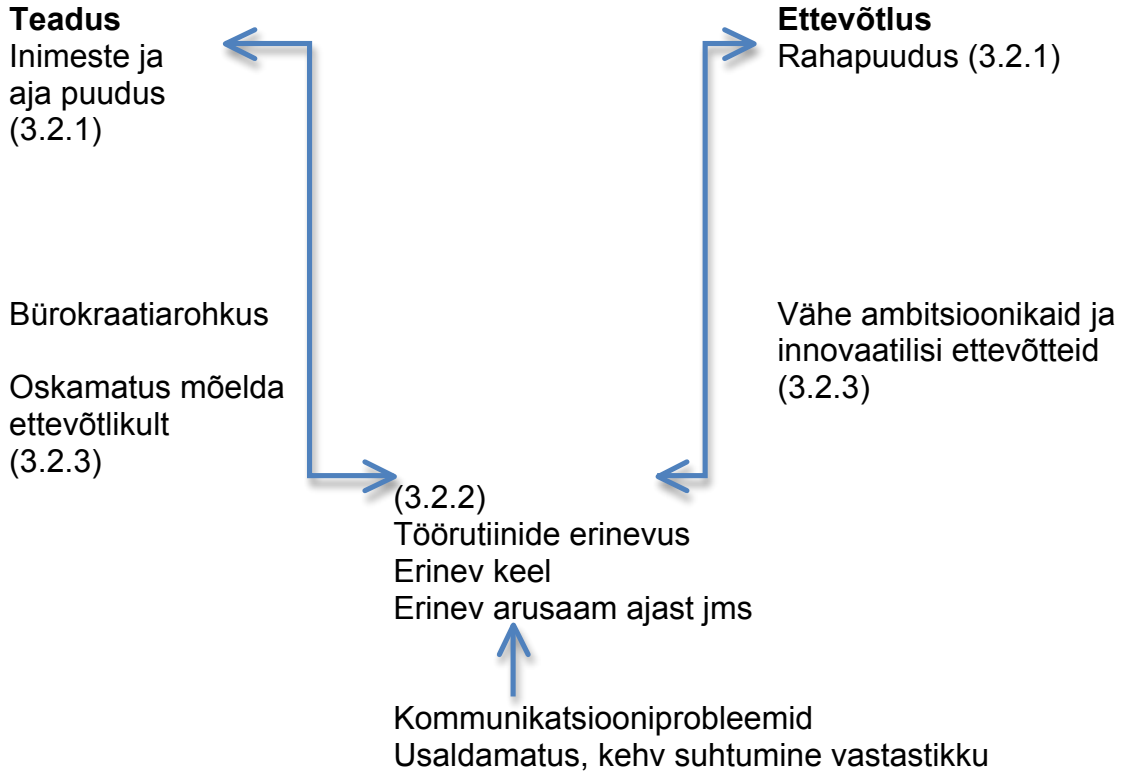 Teadus
Inimeste ja
aja puudus
(3.2.1)
Bürokraatiarohkus
Oskamatus mõelda
ettevõtlikult
(3.2.3)
Ettevõtlus
Rahapuudus (3.2.1)
Vähe ambitsioonikaid ja
innovaatilisi ettevõtteid
(3.2.3)
(3.2.2)
Töörutiinide erinevus
Erinev keel
Erinev arusaam ajast jms
Kommunikatsiooniprobleemid
Usaldamatus, kehv suhtumine vastastikku